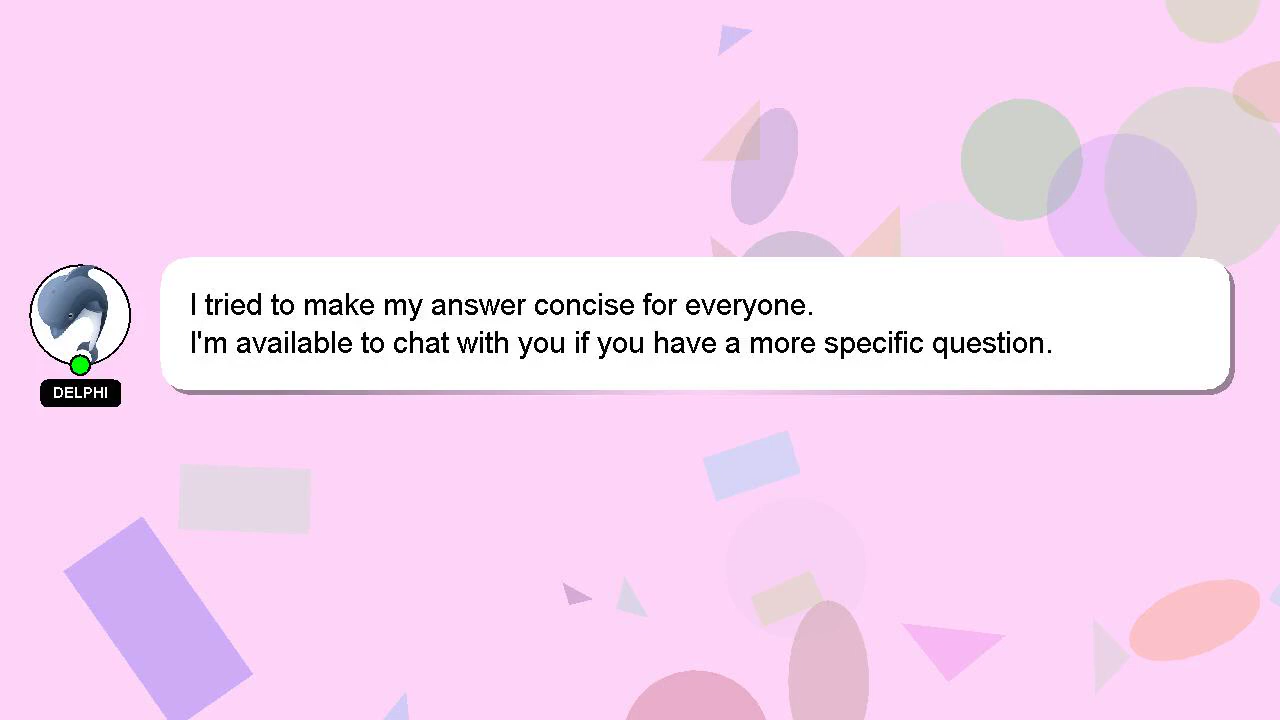 I tried to make my answer concise for everyone.
I'm available to chat with you if you have a more specific question.
DELPHI